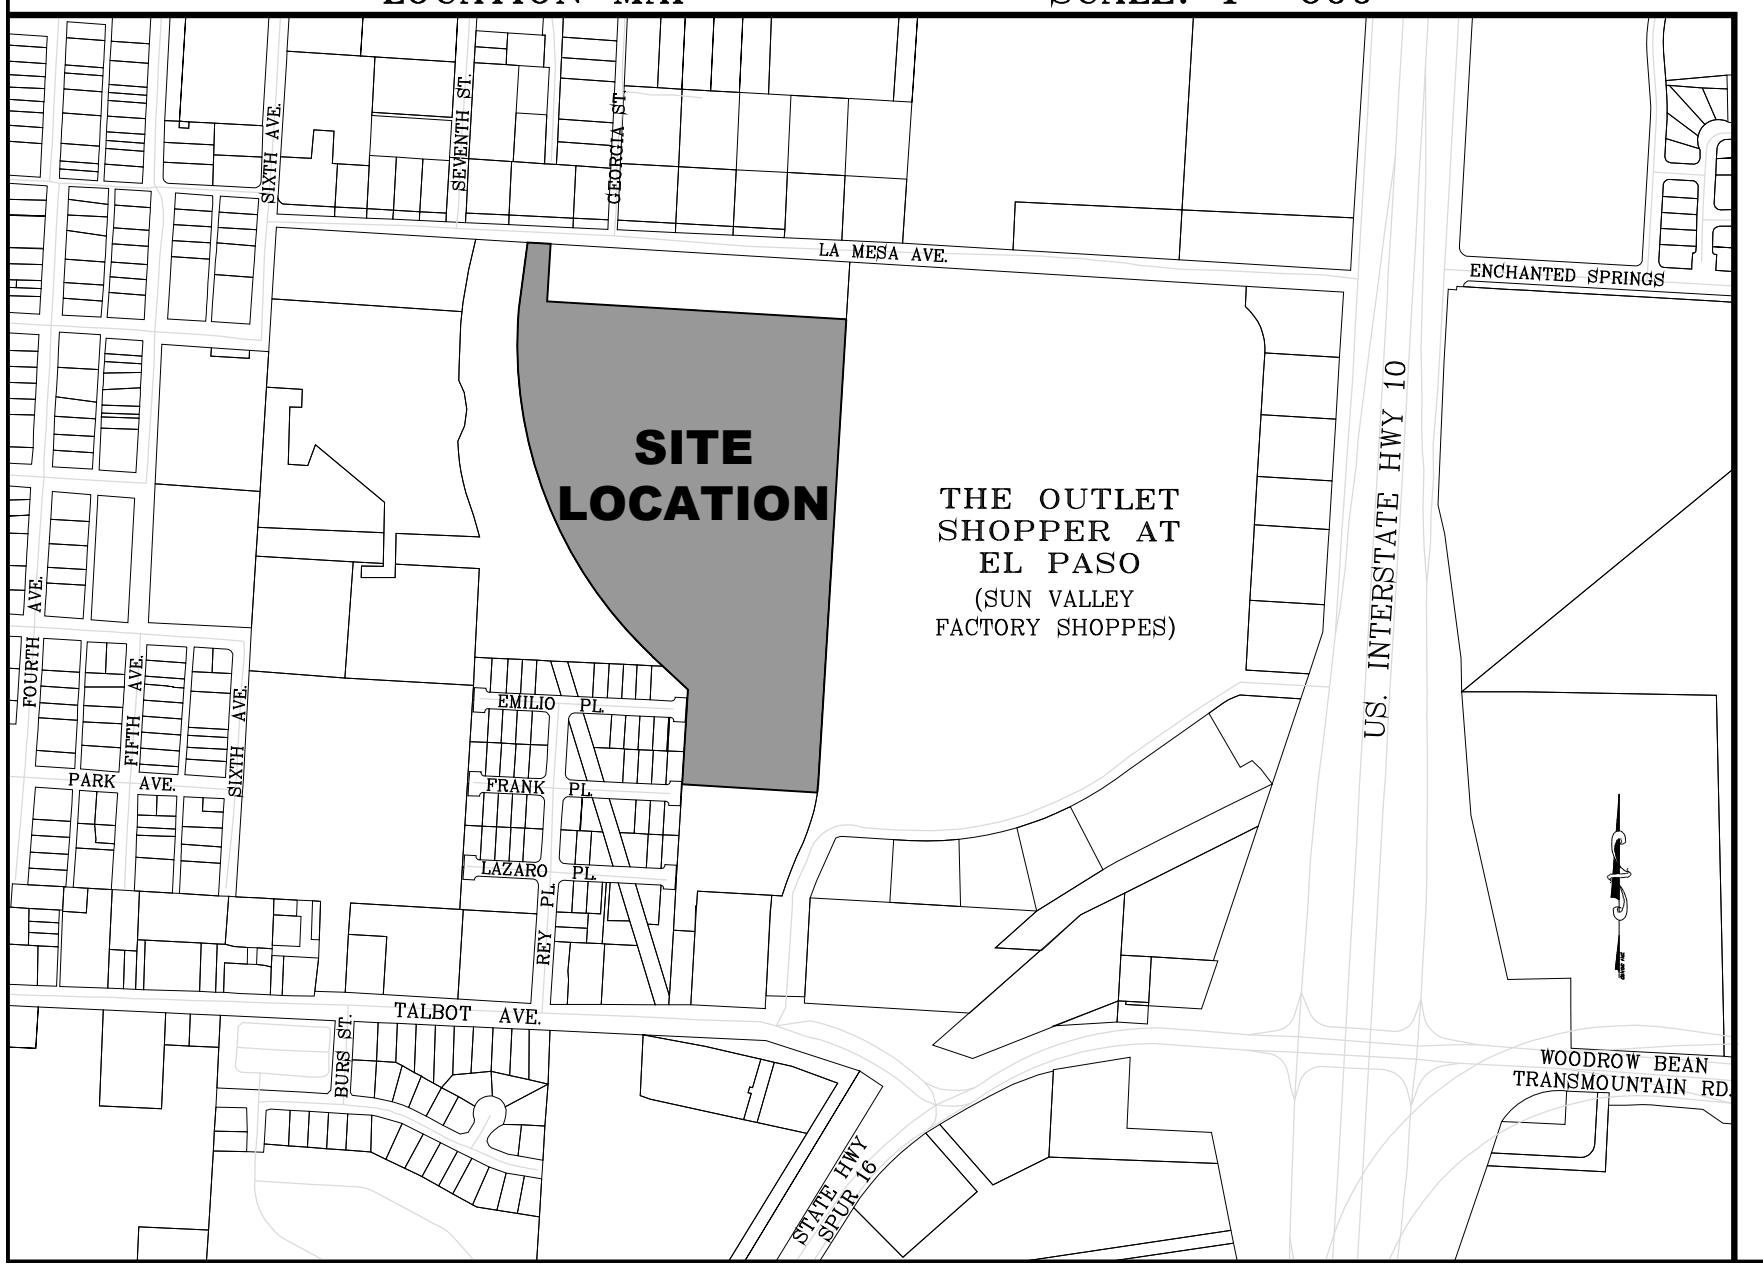 LOCATION MAP
SIXTH AVE.
SEVENTH ST.
GEORGIA ST.
LA MESA AVE.
ENCHANTED SPRINGS
SITE
LOCATION
THE OUTLET
SHOPPER AT
EL PASO
(SUN VALLEY
FACTORY SHOPPES)
US. INTERSTATE HWY 10
FOURTH AVE.
FIFTH AVE.
SIXTH AVE.
PARK AVE.
EMILIO PL.
FRANK PL.
LAZARO PL.
REY PL.
TALBOT AVE.
BURS ST.
STATE HWY
SPUR 16
WOODROW BEAN
TRANSMOUNTAIN RD.